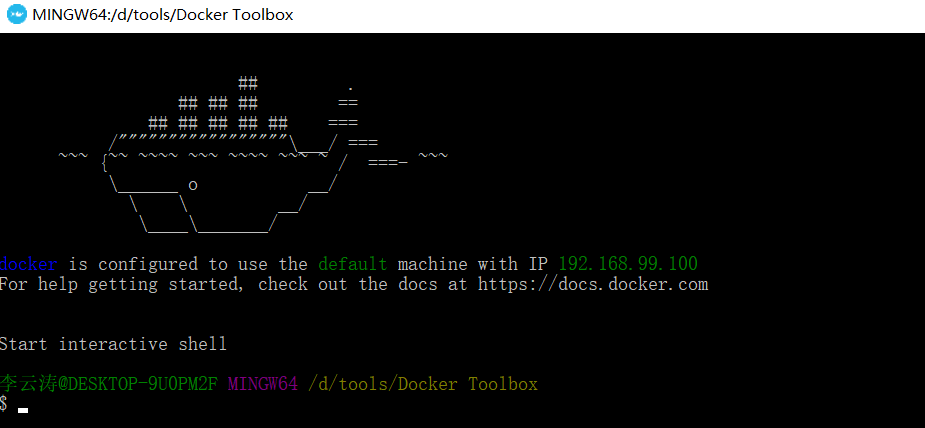 MINGW64:/d/tools/Docker Toolbox
                        ##         .
                  ## ## ##        ==
               ## ## ## ## ##    ===
           /"""""""""""""""""\___/ ===
      ~~~ {~~ ~~~~ ~~~ ~~~~ ~~~ ~ /  ===- ~~~
           \______ o           __/
             \    \         __/
              \____\_______/
docker is configured to use the default machine with IP 192.168.99.100
For help getting started, check out the docs at https://docs.docker.com
Start interactive shell
李云涛@DESKTOP-9U0PM2F MINGW64 /d/tools/Docker Toolbox
$